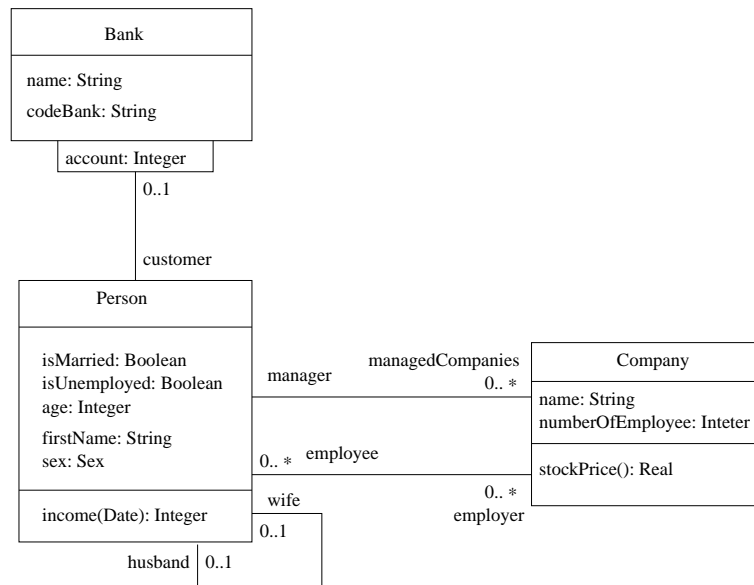 Bank
name: String
codeBank: String
account: Integer
0..1
customer
Person
isMarried: Boolean
isUnemployed: Boolean
age: Integer
firstName: String
sex: Sex
income(Date): Integer
manager
managedCompanies
0.. *
Company
name: String
numberOfEmployee: Inteter
stockPrice(): Real
0.. *
employee
0.. *
employer
wife
0..1
husband
0..1